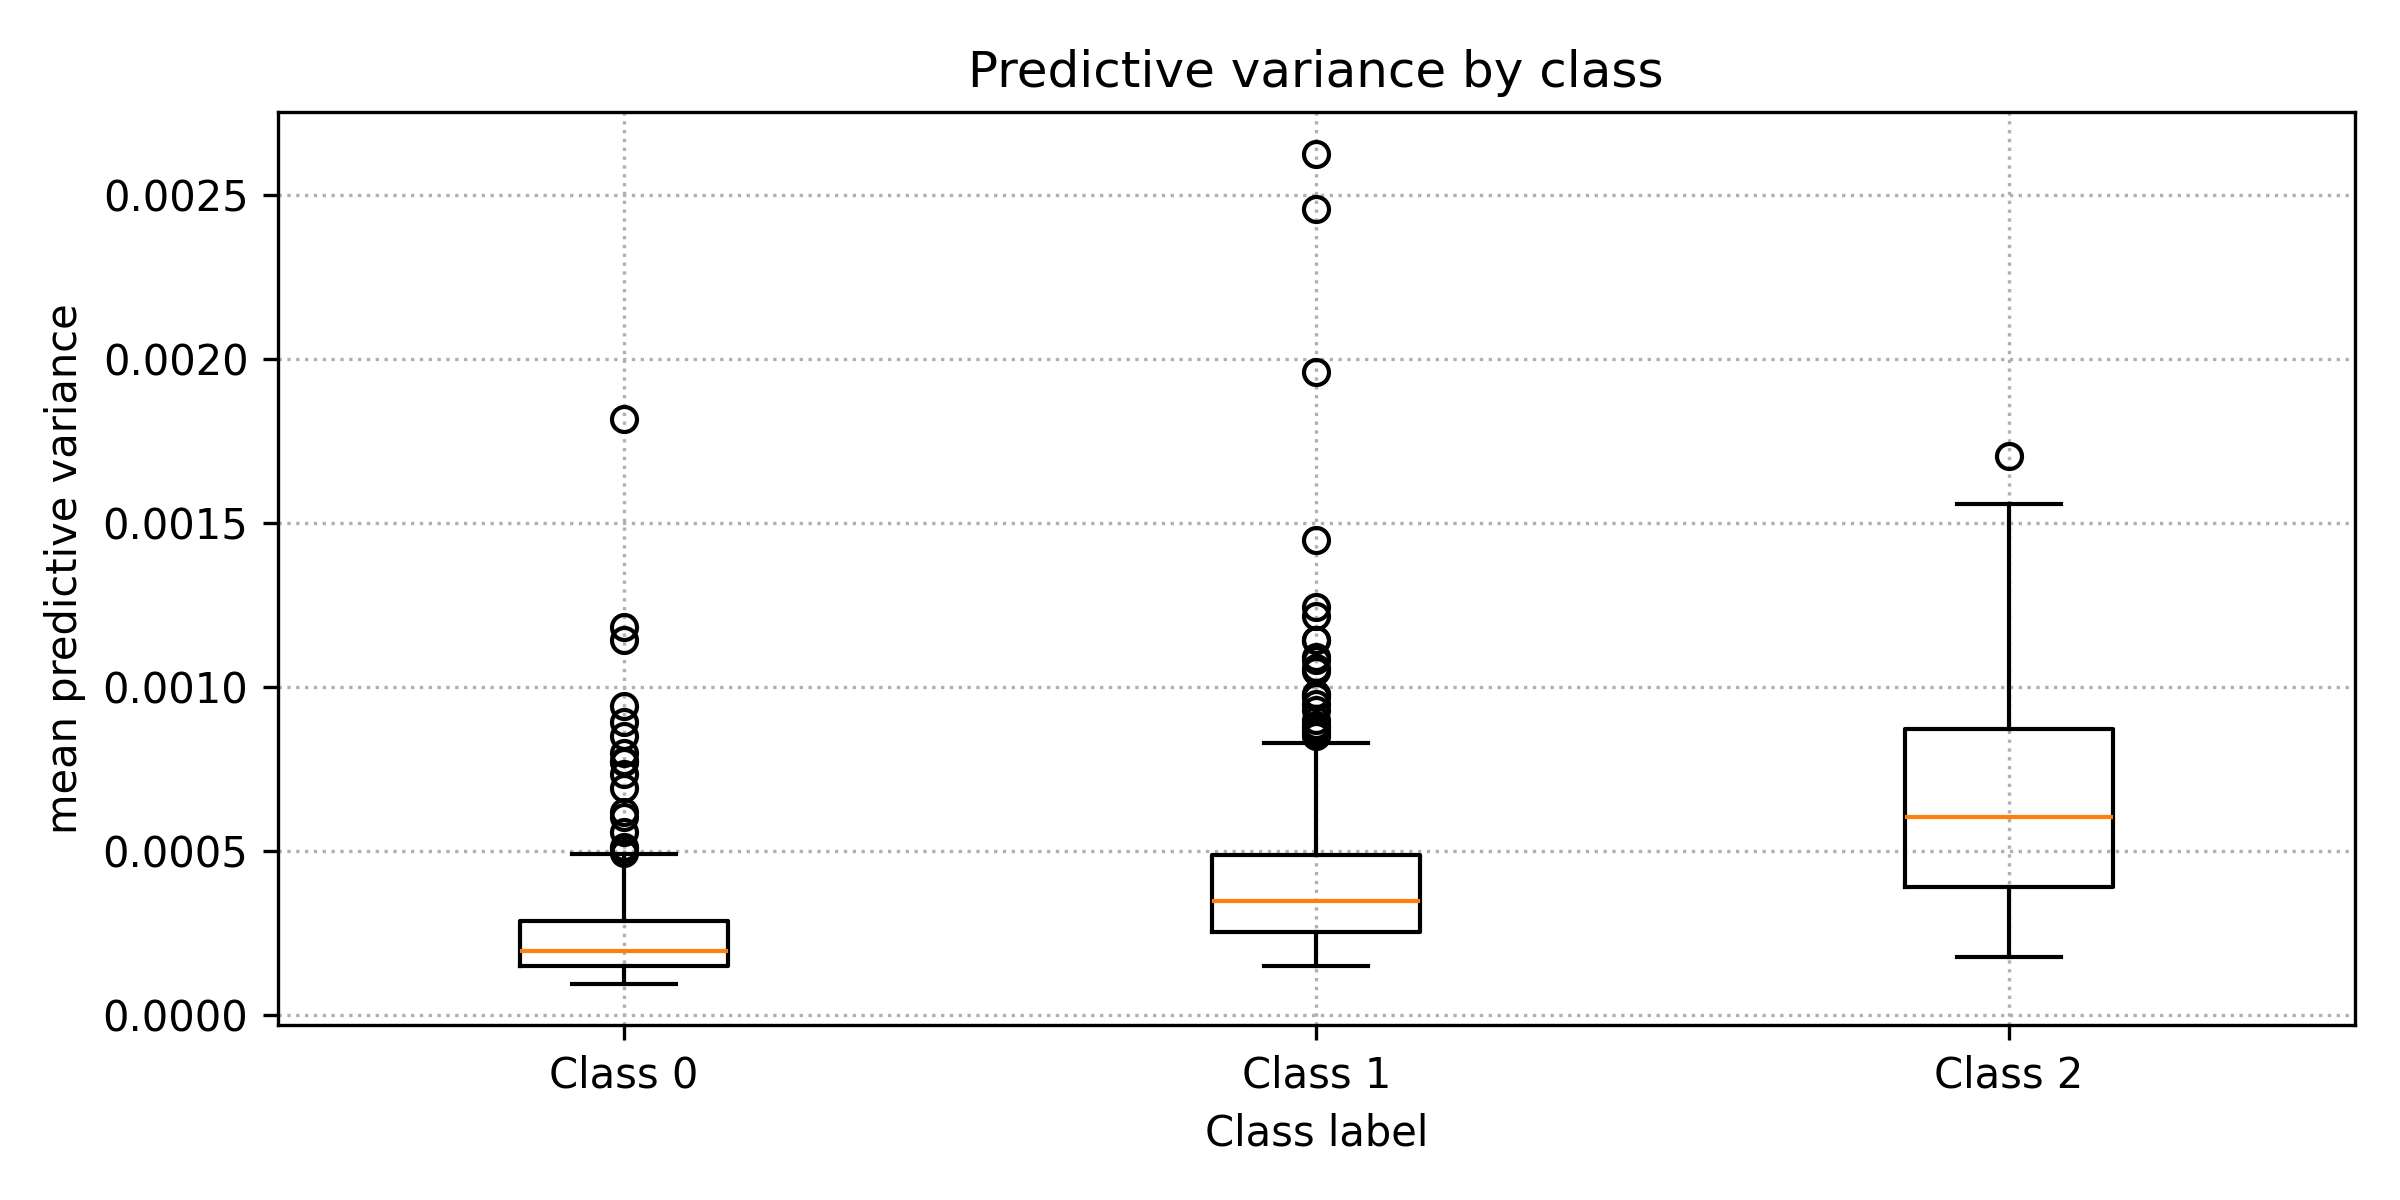 Predictive variance by class
mean predictive variance
0.0025
0.0020
0.0015
0.0010
0.0005
0.0000
Class 0
Class 1
Class 2
Class label